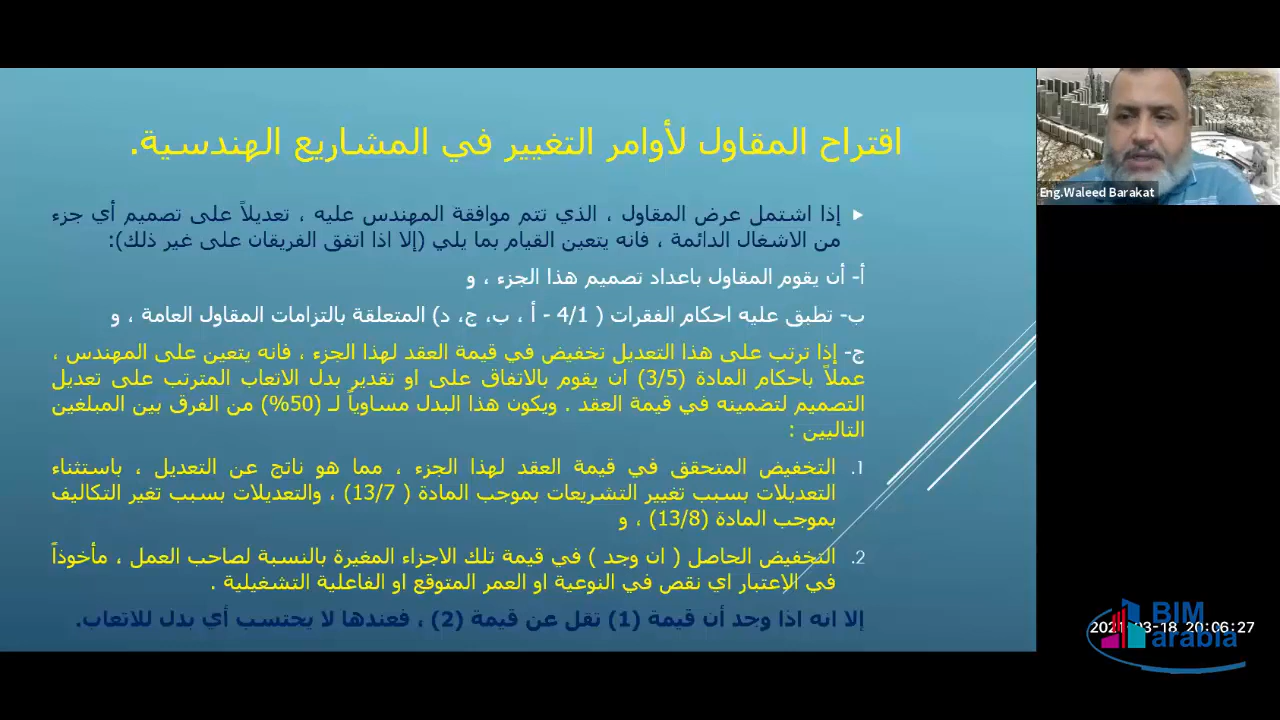 اقتراح المقاول لأوامر التغيير في المشاريع الهندسية.
إذا اشتمل عرض المقاول ، الذي تتم موافقة المهندس عليه ، تعديلاً على تصميم أي جزء
من الاشغال الدائمة ، فانه يتعين القيام بما يلي (إلا اذا اتفق الفريقان على غير ذلك):
أ- أن يقوم المقاول باعداد تصميم هذا الجزء ، و
ب- تطبق عليه احكام الفقرات ( 4/1 - أ ، ب، ج، د) المتعلقة بالتزامات المقاول العامة ، و
ج- إذا ترتب على هذا التعديل تخفيض في قيمة العقد لهذا الجزء ، فانه يتعين على المهندس ،
عملاً باحكام المادة (3/5) ان يقوم بالاتفاق على او تقدير بدل الاتعاب المترتب على تعديل
التصميم لتضمينه في قيمة العقد . ويكون هذا البدل مساوياً لـ (50%) من الفرق بين المبلغين
التاليين :
1. التخفيض المتحقق في قيمة العقد لهذا الجزء ، مما هو ناتج عن التعديل ، باستثناء
التعديلات بسبب تغيير التشريعات بموجب المادة ( 13/7) ، والتعديلات بسبب تغير التكاليف
بموجب المادة (13/8) ، و
2. التخفيض الحاصل ( ان وجد ) في قيمة تلك الاجزاء المغيرة بالنسبة لصاحب العمل ، مأخوذاً
في الاعتبار اي نقص في النوعية او العمر المتوقع او الفاعلية التشغيلية .
إلا انه اذا وجد أن قيمة (1) تقل عن قيمة (2) ، فعندها لا يحتسب أي بدل للاتعاب.
Eng.Waleed Barakat
BIM
arabia
2021-03-18 20:06:27